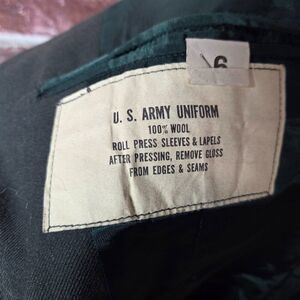 6
U. S. ARMY UNIFORM
100% WOOL
ROLL PRESS SLEEVES & LAPELS
AFTER PRESSING, REMOVE GLOSS
FROM EDGES & SEAMS